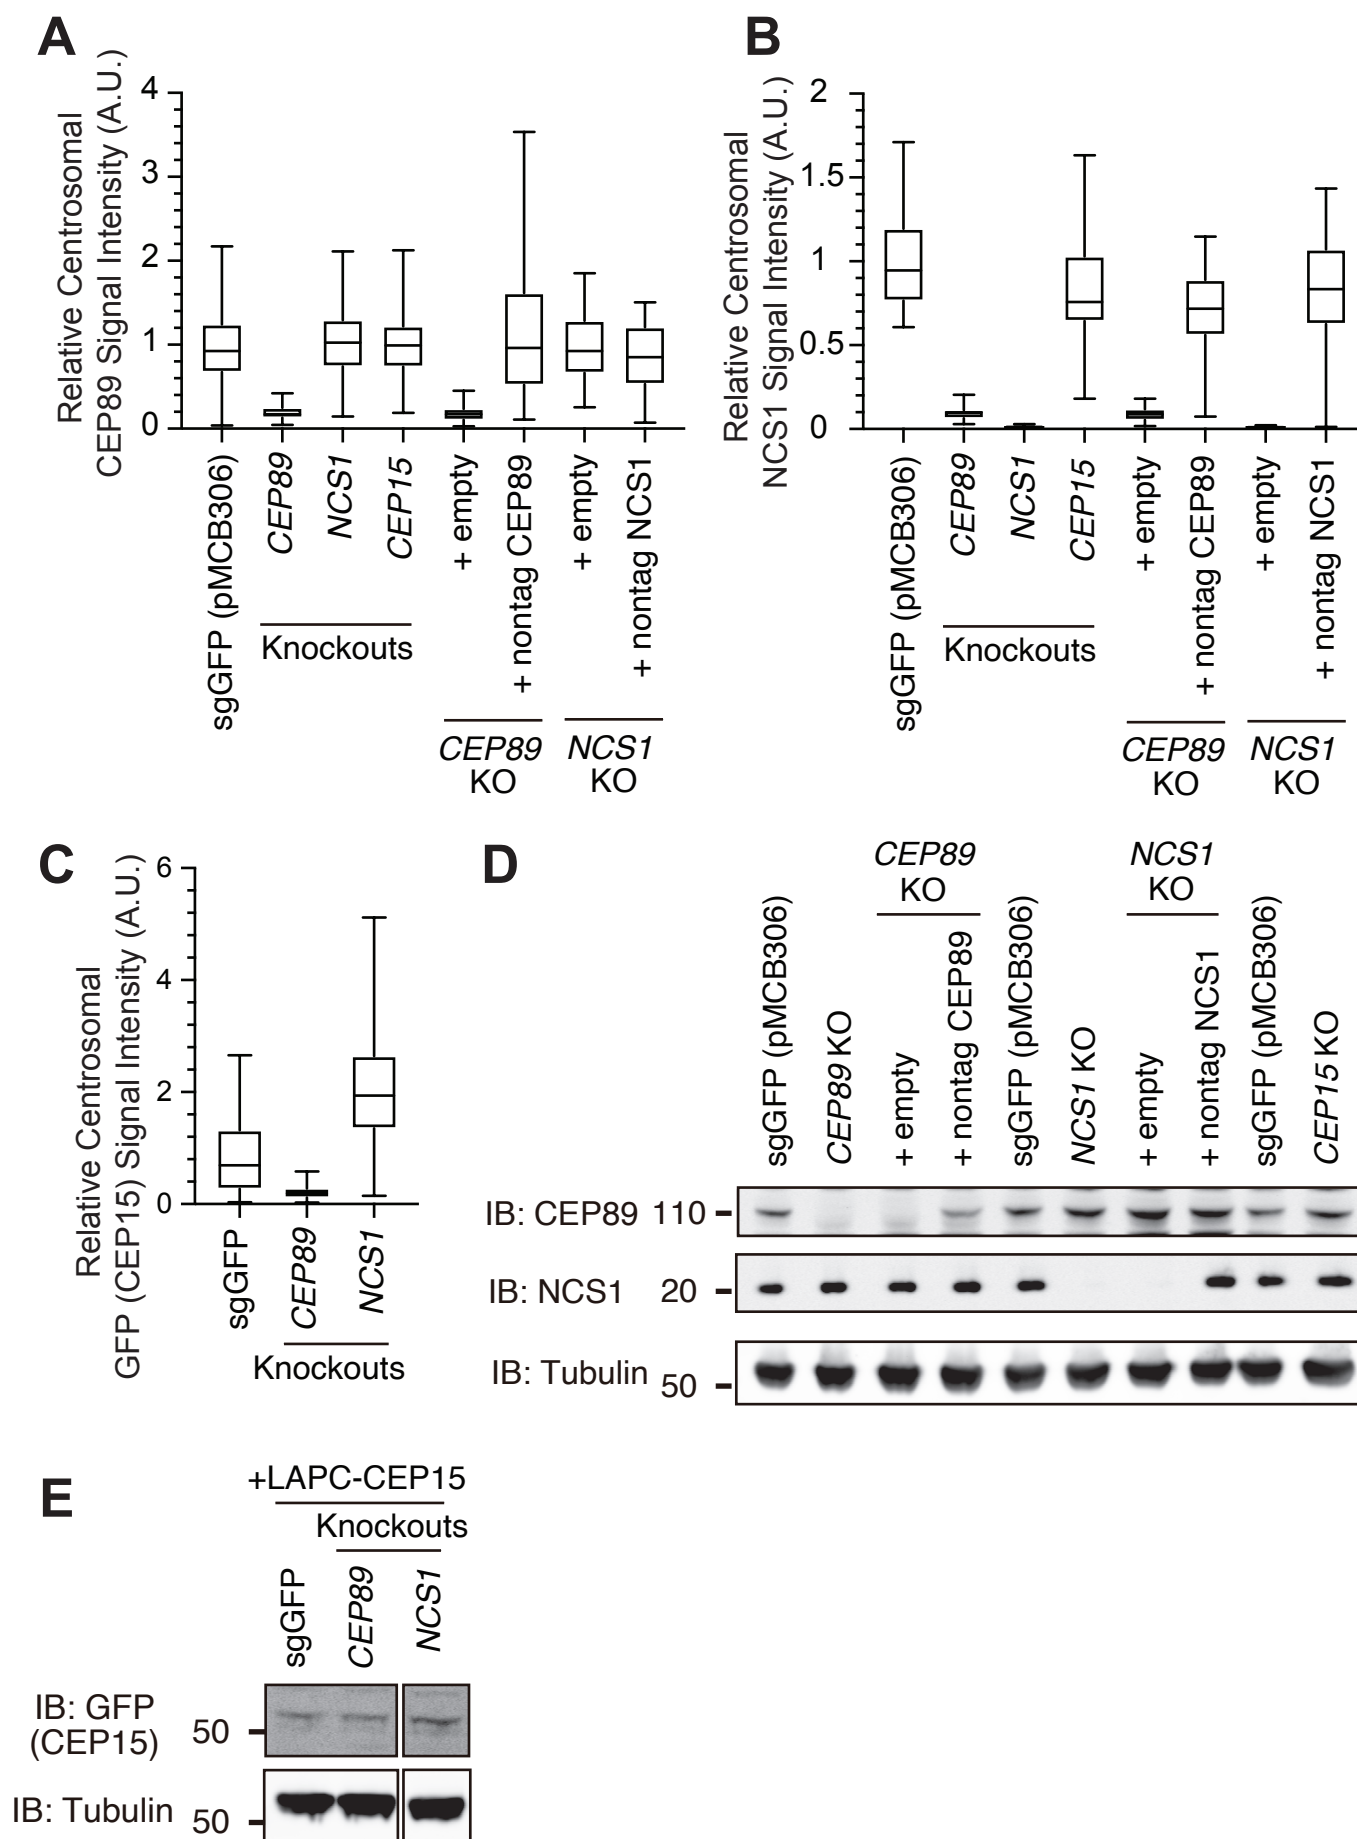 A
Relative Centrosomal
CEP89 Signal Intensity (A.U.)
4
3
2
1
0
sgGFP (pMCB306)
CEP89
NCS1
CEP15
+ empty
+ nontag CEP89
+ empty
+ nontag NCS1
Knockouts
CEP89
KO
NCS1
KO
B
Relative Centrosomal
NCS1 Signal Intensity (A.U.)
2
1.5
1
0.5
0
sgGFP (pMCB306)
CEP89
NCS1
CEP15
+ empty
+ nontag CEP89
+ empty
+ nontag NCS1
Knockouts
CEP89
KO
NCS1
KO
C
Relative Centrosomal
GFP (CEP15) Signal Intensity (A.U.)
6
4
2
0
sgGFP
CEP89
NCS1
Knockouts
D
CEP89
KO
NCS1
KO
sgGFP (pMCB306)
CEP89 KO
+ empty
+ nontag CEP89
sgGFP (pMCB306)
NCS1 KO
+ empty
+ nontag NCS1
sgGFP (pMCB306)
CEP15 KO
IB: CEP89 110
IB: NCS1 20
IB: Tubulin 50
E
+LAPC-CEP15
Knockouts
sgGFP
CEP89
NCS1
IB: GFP
(CEP15)
50
IB: Tubulin 50